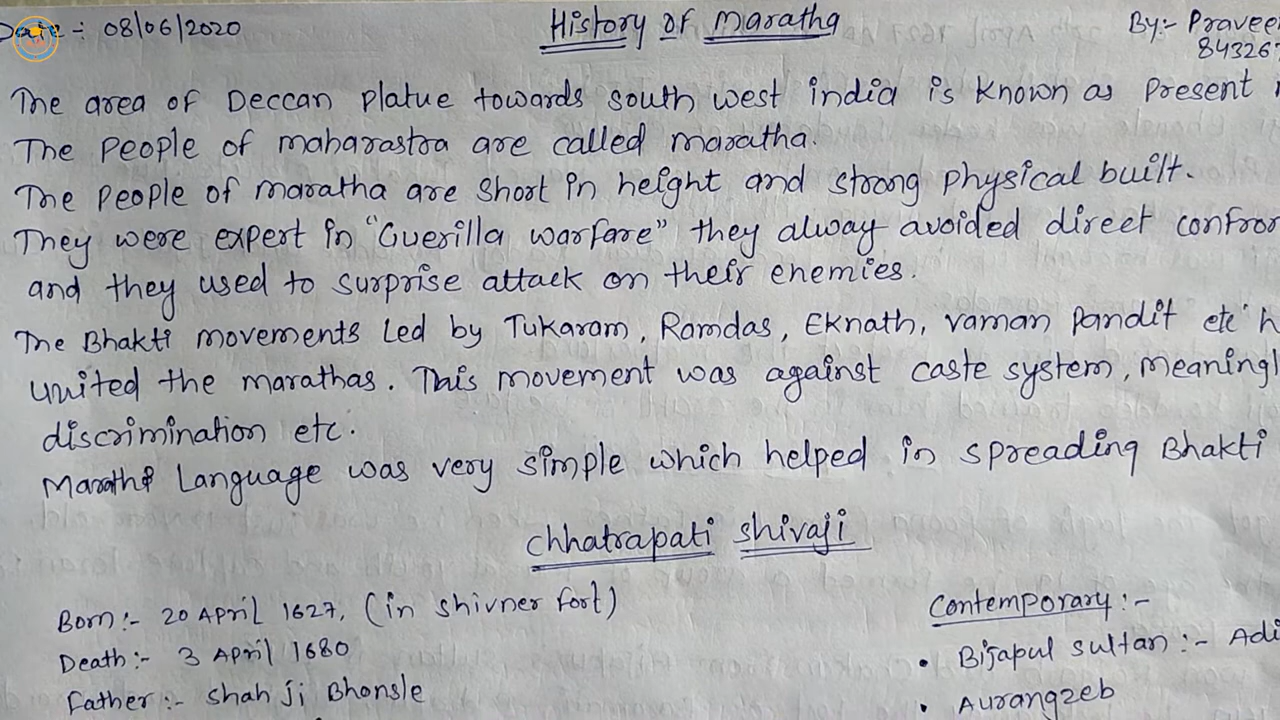 Date :- 08/06/2020 History of Maratha By:- Pravee
84326
The area of Deccan Platue towards south west india is known as Present
The People of maharastra are called maratha.
The people of maratha are short in height and strong physical built.
They were expert in "Guerilla warfare" they alway avoided direct confron
and they used to surprise attack on their enemies.
The Bhakti movements Led by Tukaram, Ramdas, Eknath, vaman Pandit etc h
united the marathas. This movement was against caste system, meaningl
discrimination etc.
Marathi Language was very simple which helped in spreading Bhakti
Chhatrapati Shivaji
Born:- 20 April 1627, (in Shivner fort)
Contemporary :-
Death:- 3 April 1680
• Bijapul sultan :- Adi
Father :- Shah ji Bhonsle
• Aurangzeb